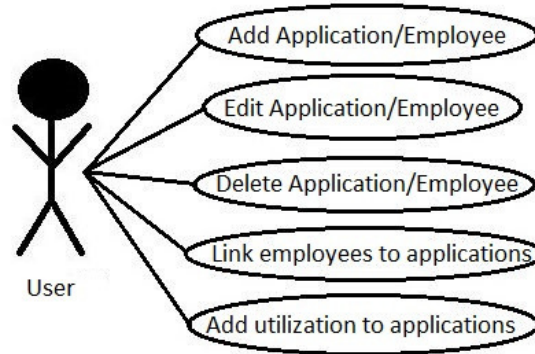 Add Application/Employee
Edit Application/Employee
Delete Application/Employee
Link employees to applications
User
Add utilization to applications